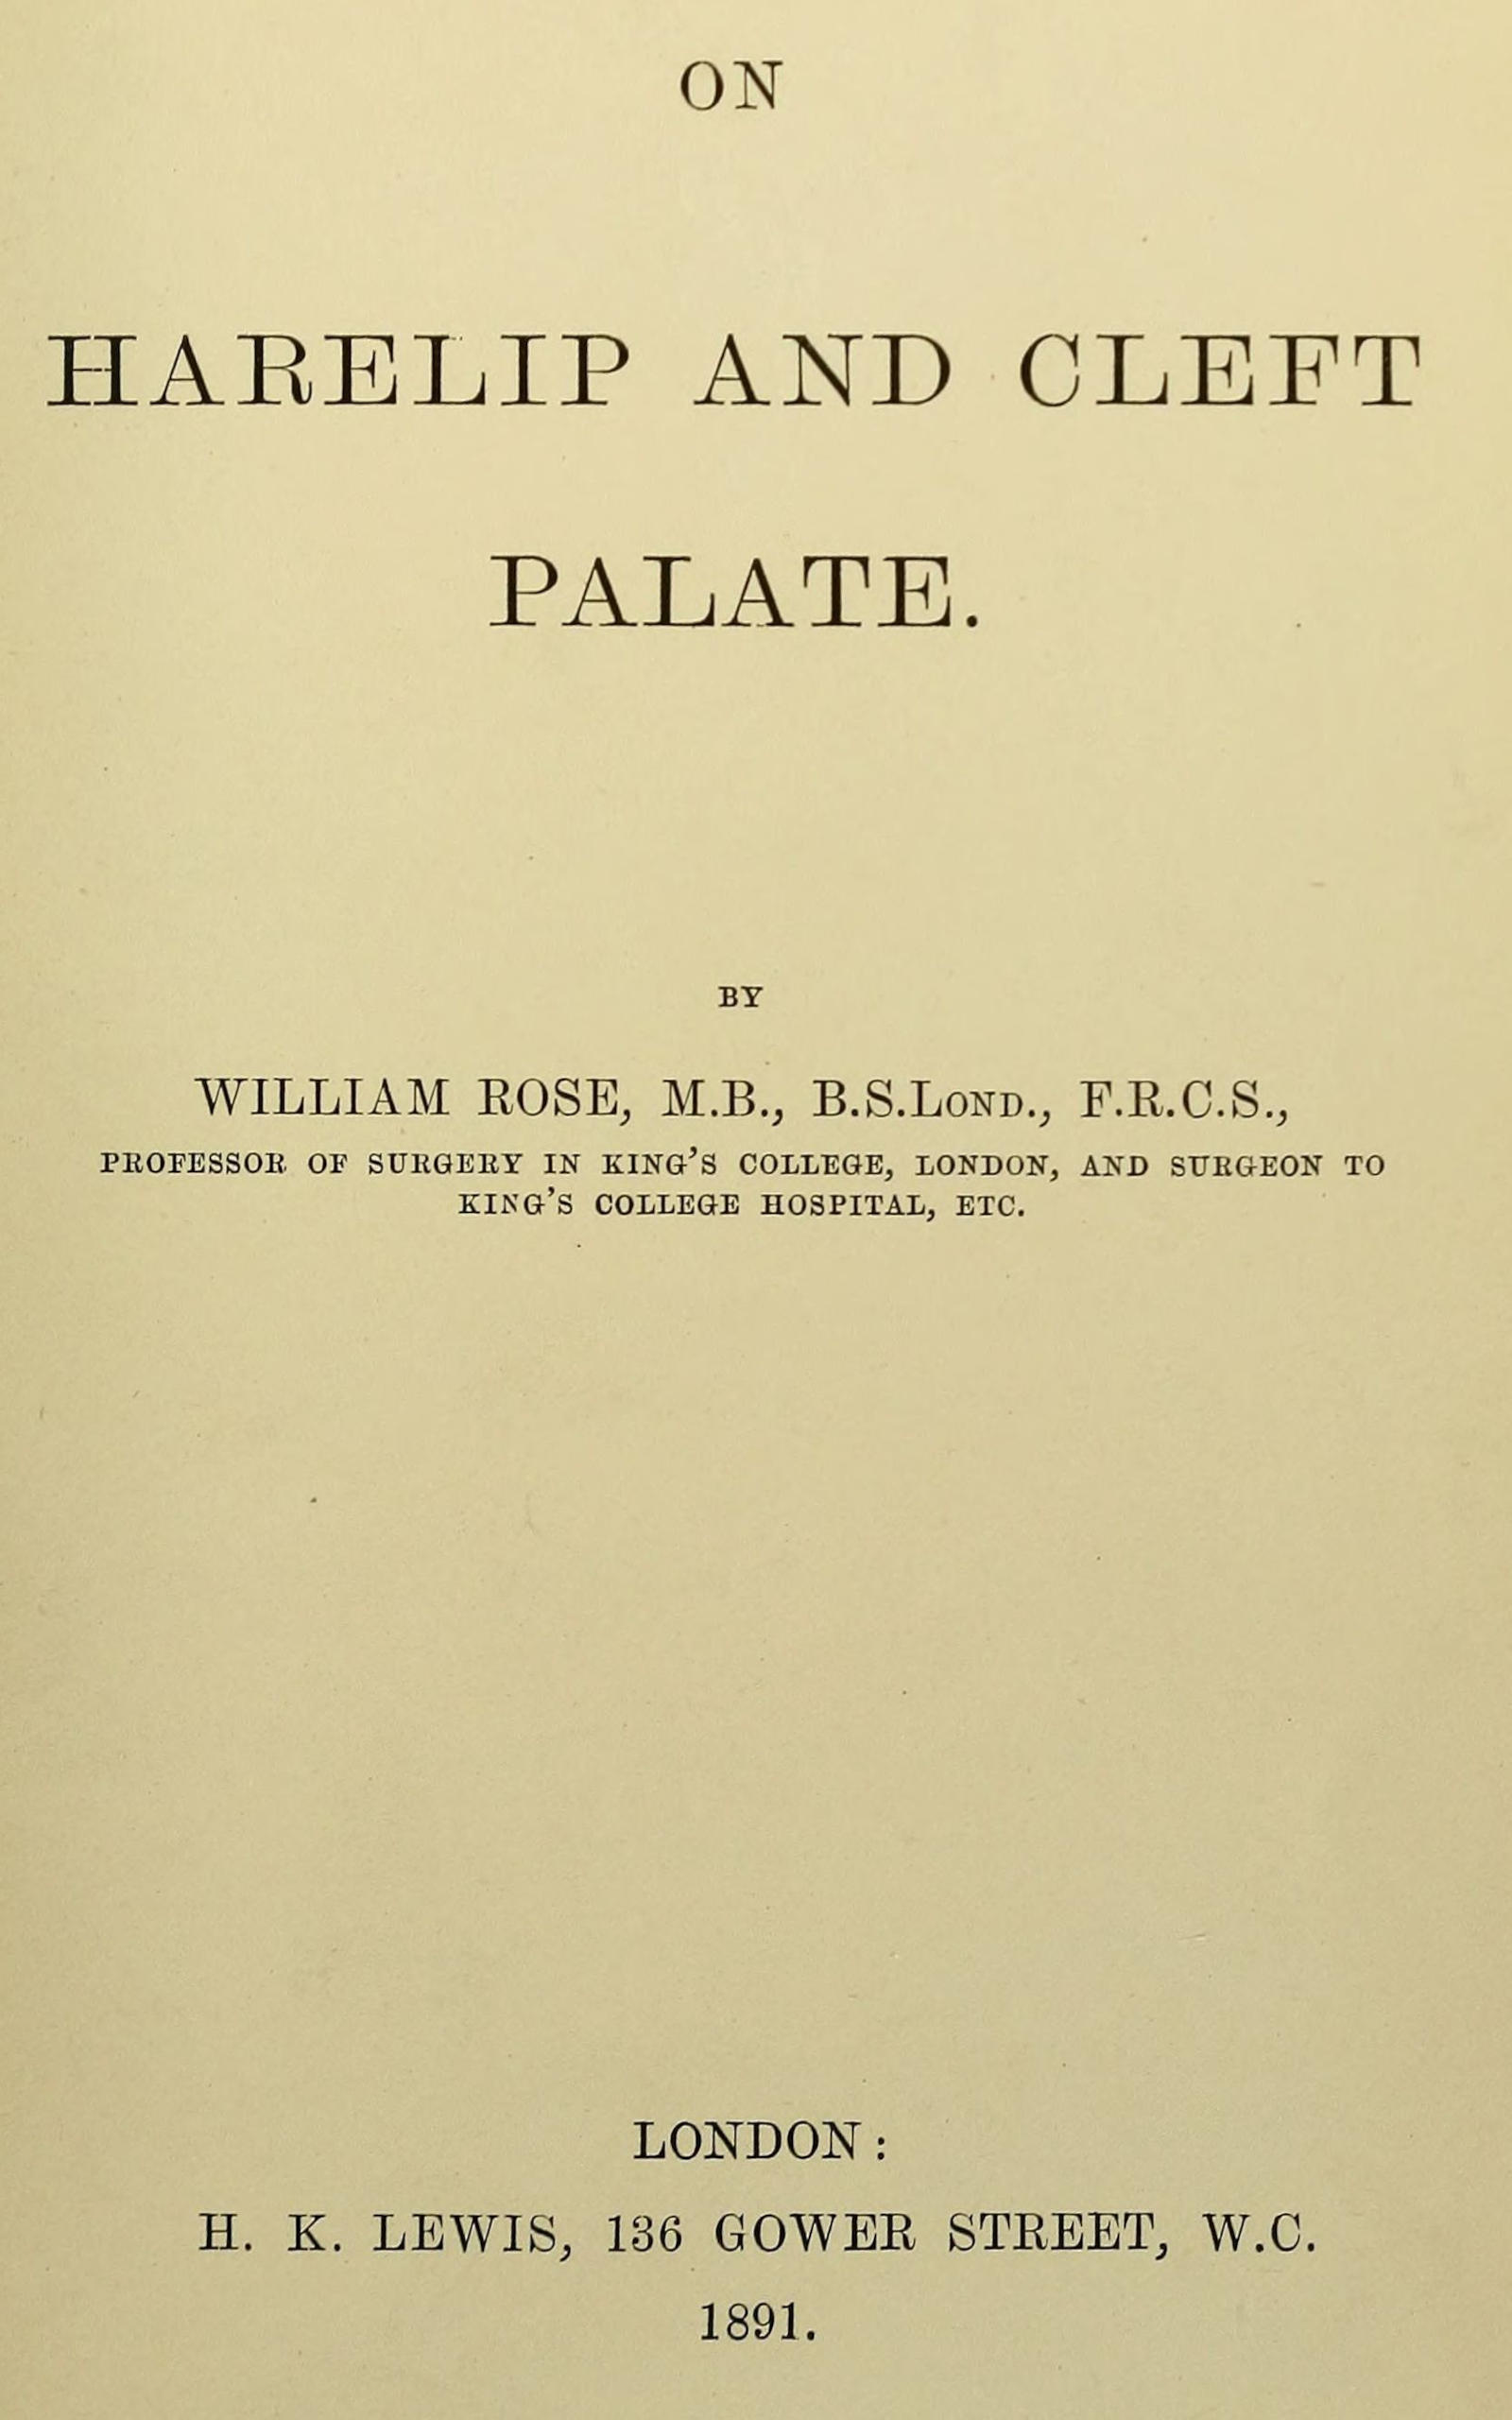 ON
HARELIP AND CLEFT
PALATE.
BY
WILLIAM ROSE, M.B., B.S.LOND., F.R.C.S.,
PROFESSOR OF SURGERY IN KING'S COLLEGE, LONDON, AND SURGEON TO
KING'S COLLEGE HOSPITAL, ETC.
LONDON:
H. K. LEWIS, 136 GOWER STREET, W.C.
1891.